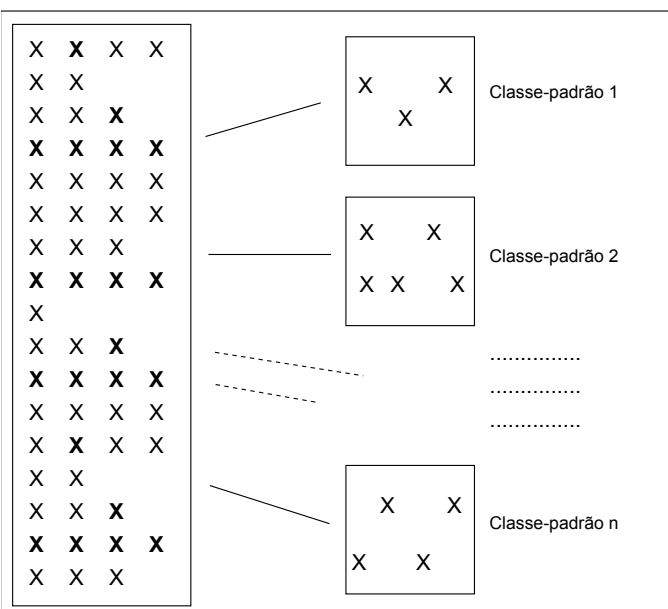 X X X X
X X
X X X
X X X X
X X X X
X X X X
X X X
X X X X
X
X X X
X X X X
X X X X
X X X X
X X
X X X
X X X X
X X X
X X
X
Classe-padrão 1
X X
X X X
Classe-padrão 2
...............
...............
...............
X X
X X
Classe-padrão n